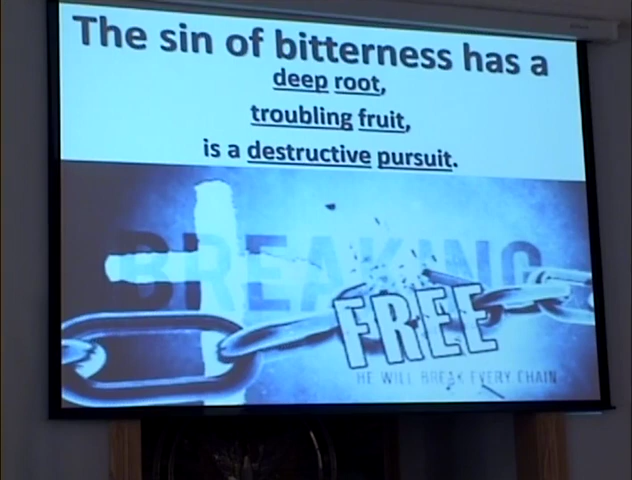 The sin of bitterness has a
deep root,
troubling fruit,
is a destructive pursuit.
BREAKING
FREE
HE WILL BREAK EVERY CHAIN